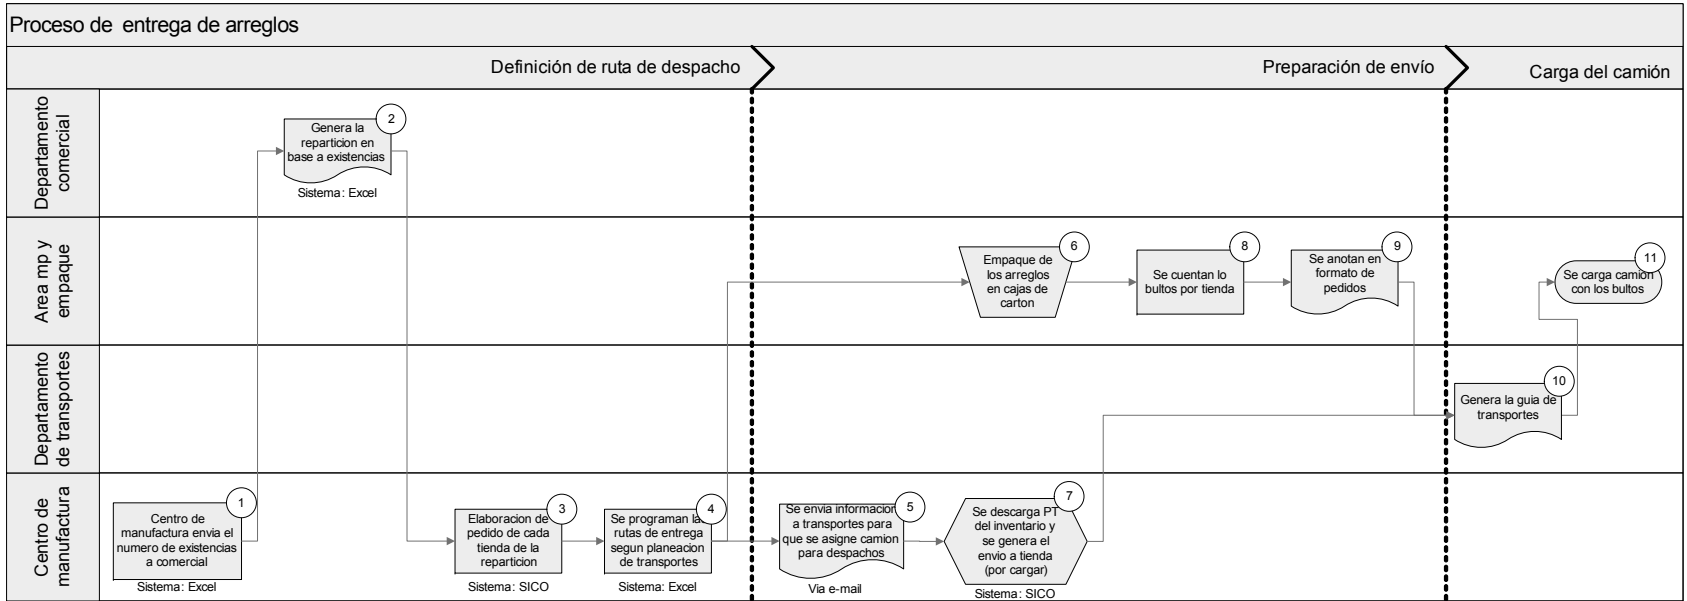 Proceso de entrega de arreglos
Definición de ruta de despacho
Preparación de envío
Carga del camión
Departamento
comercial
2
Genera la
reparticion en
base a existencias
Sistema: Excel
Area mp y
empaque
6
Empaque de
los arreglos
en cajas de
carton
8
Se cuentan lo
bultos por tienda
9
Se anotan en
formato de
pedidos
11
Se carga camión
con los bultos
Departamento
de transportes
10
Genera la guia de
transportes
Centro de
manufactura
1
Centro de
manufactura envia el
numero de existencias
a comercial
Sistema: Excel
3
Elaboracion de
pedido de cada
tienda de la
reparticion
Sistema: SICO
4
Se programan las
rutas de entrega
segun planeacion
de transportes
Sistema: Excel
5
Se envia informacion
a transportes para
que se asigne camion
para despachos
Via e-mail
7
Se descarga PT
del inventario y
se genera el
envio a tienda
(por cargar)
Sistema: SICO